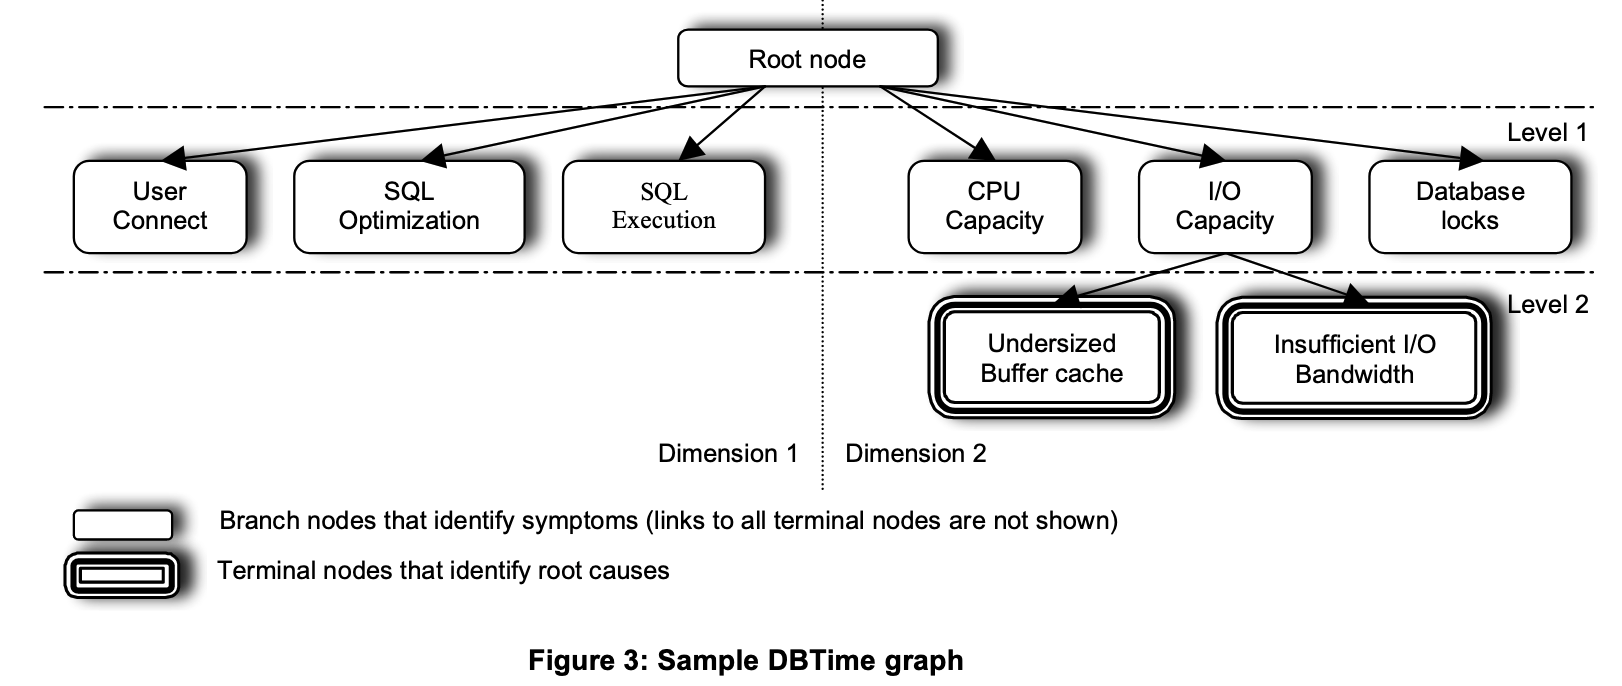 Root node
Level 1
User
Connect
SQL
Optimization
SQL
Execution
CPU
Capacity
I/O
Capacity
Database
locks
Level 2
Undersized
Buffer cache
Insufficient I/O
Bandwidth
Dimension 1
Dimension 2
Branch nodes that identify symptoms (links to all terminal nodes are not shown)
Terminal nodes that identify root causes
Figure 3: Sample DBTime graph